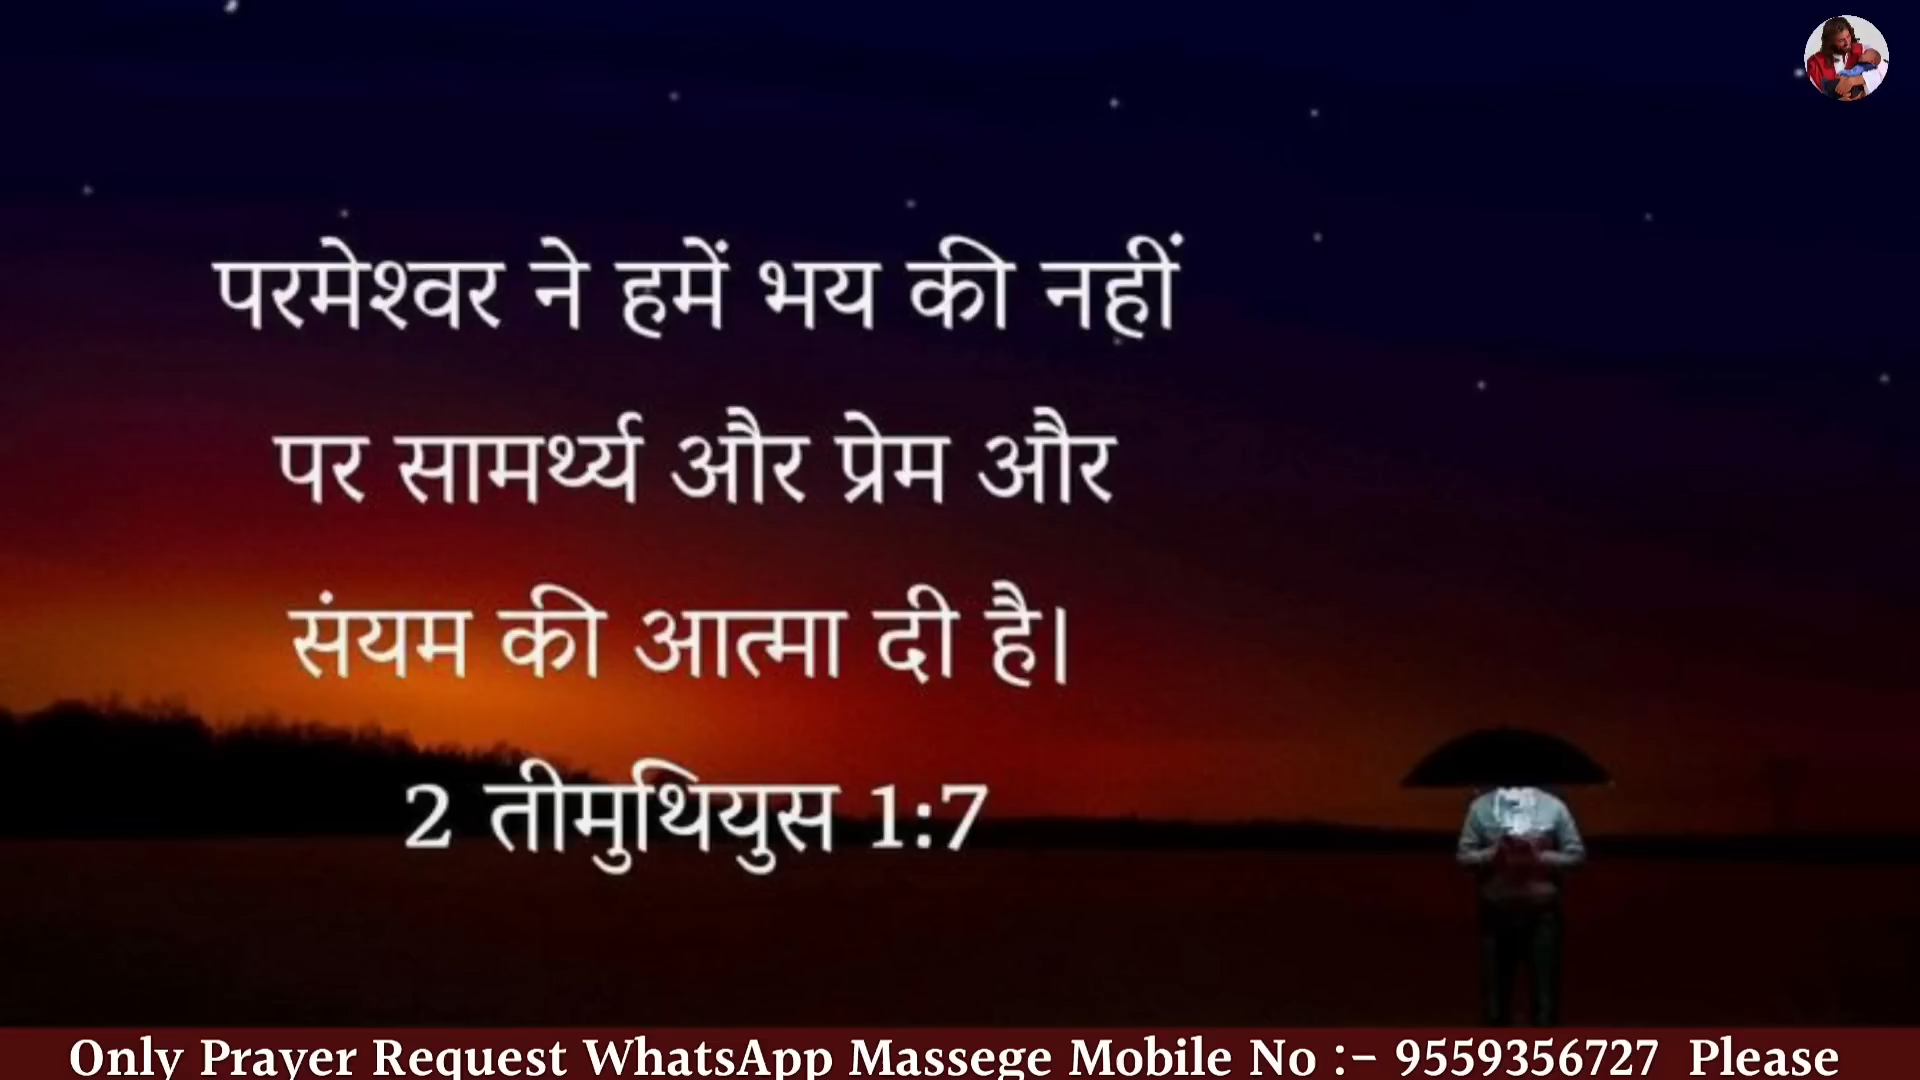 परमेश्वर ने हमें भय की नहीं
पर सामर्थ्य और प्रेम और
संयम की आत्मा दी है।
2 तीमुथियुस 1:7
Only Prayer Request WhatsApp Massege Mobile No :- 9559356727 Please